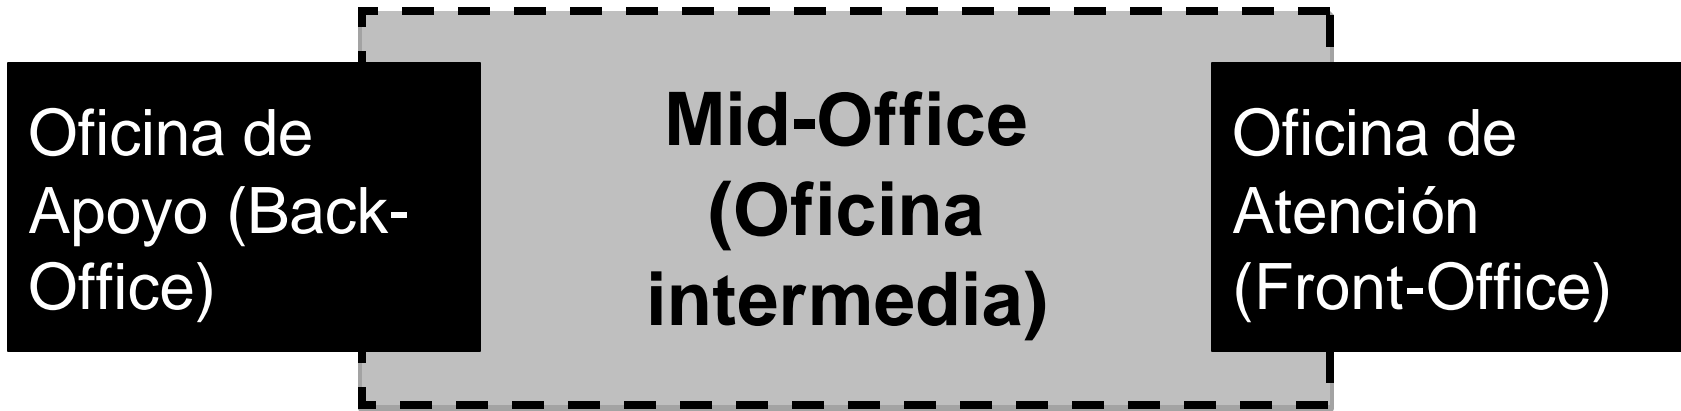 Oficina de
Apoyo (Back-
Office)
Mid-Office
(Oficina
intermedia)
Oficina de
Atención
(Front-Office)